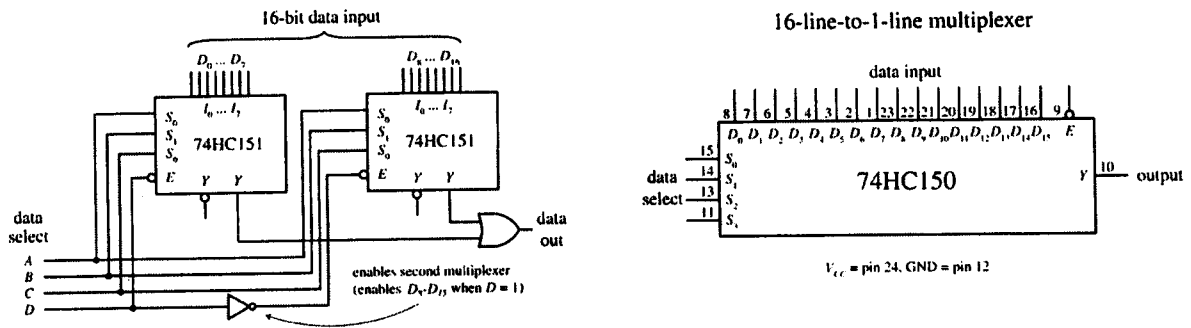 16-bit data input
D₀ ... D₇
D₈ ... D₁₅
I₀ ... I₇
S₀
S₁
S₀
E
74HC151
Y Y
I₀ ... I₇
S₀
S₁
S₀
E
74HC151
Y Y
data
select
A
B
C
D
data
out
enables second multiplexer
(enables D₉-D₁₅ when D = 1)
16-line-to-1-line multiplexer
data input
8 7 6 5 4 3 2 1 23 22 21 20 19 18 17 16 9
D₀ D₁ D₂ D₃ D₄ D₅ D₆ D₇ D₈ D₉ D₁₀ D₁₁ D₁₂ D₁₃ D₁₄ D₁₅ E
15 S₀
14 S₁
13 S₂
11 S₃
data
select
74HC150
Y 10 output
Vcc = pin 24, GND = pin 12